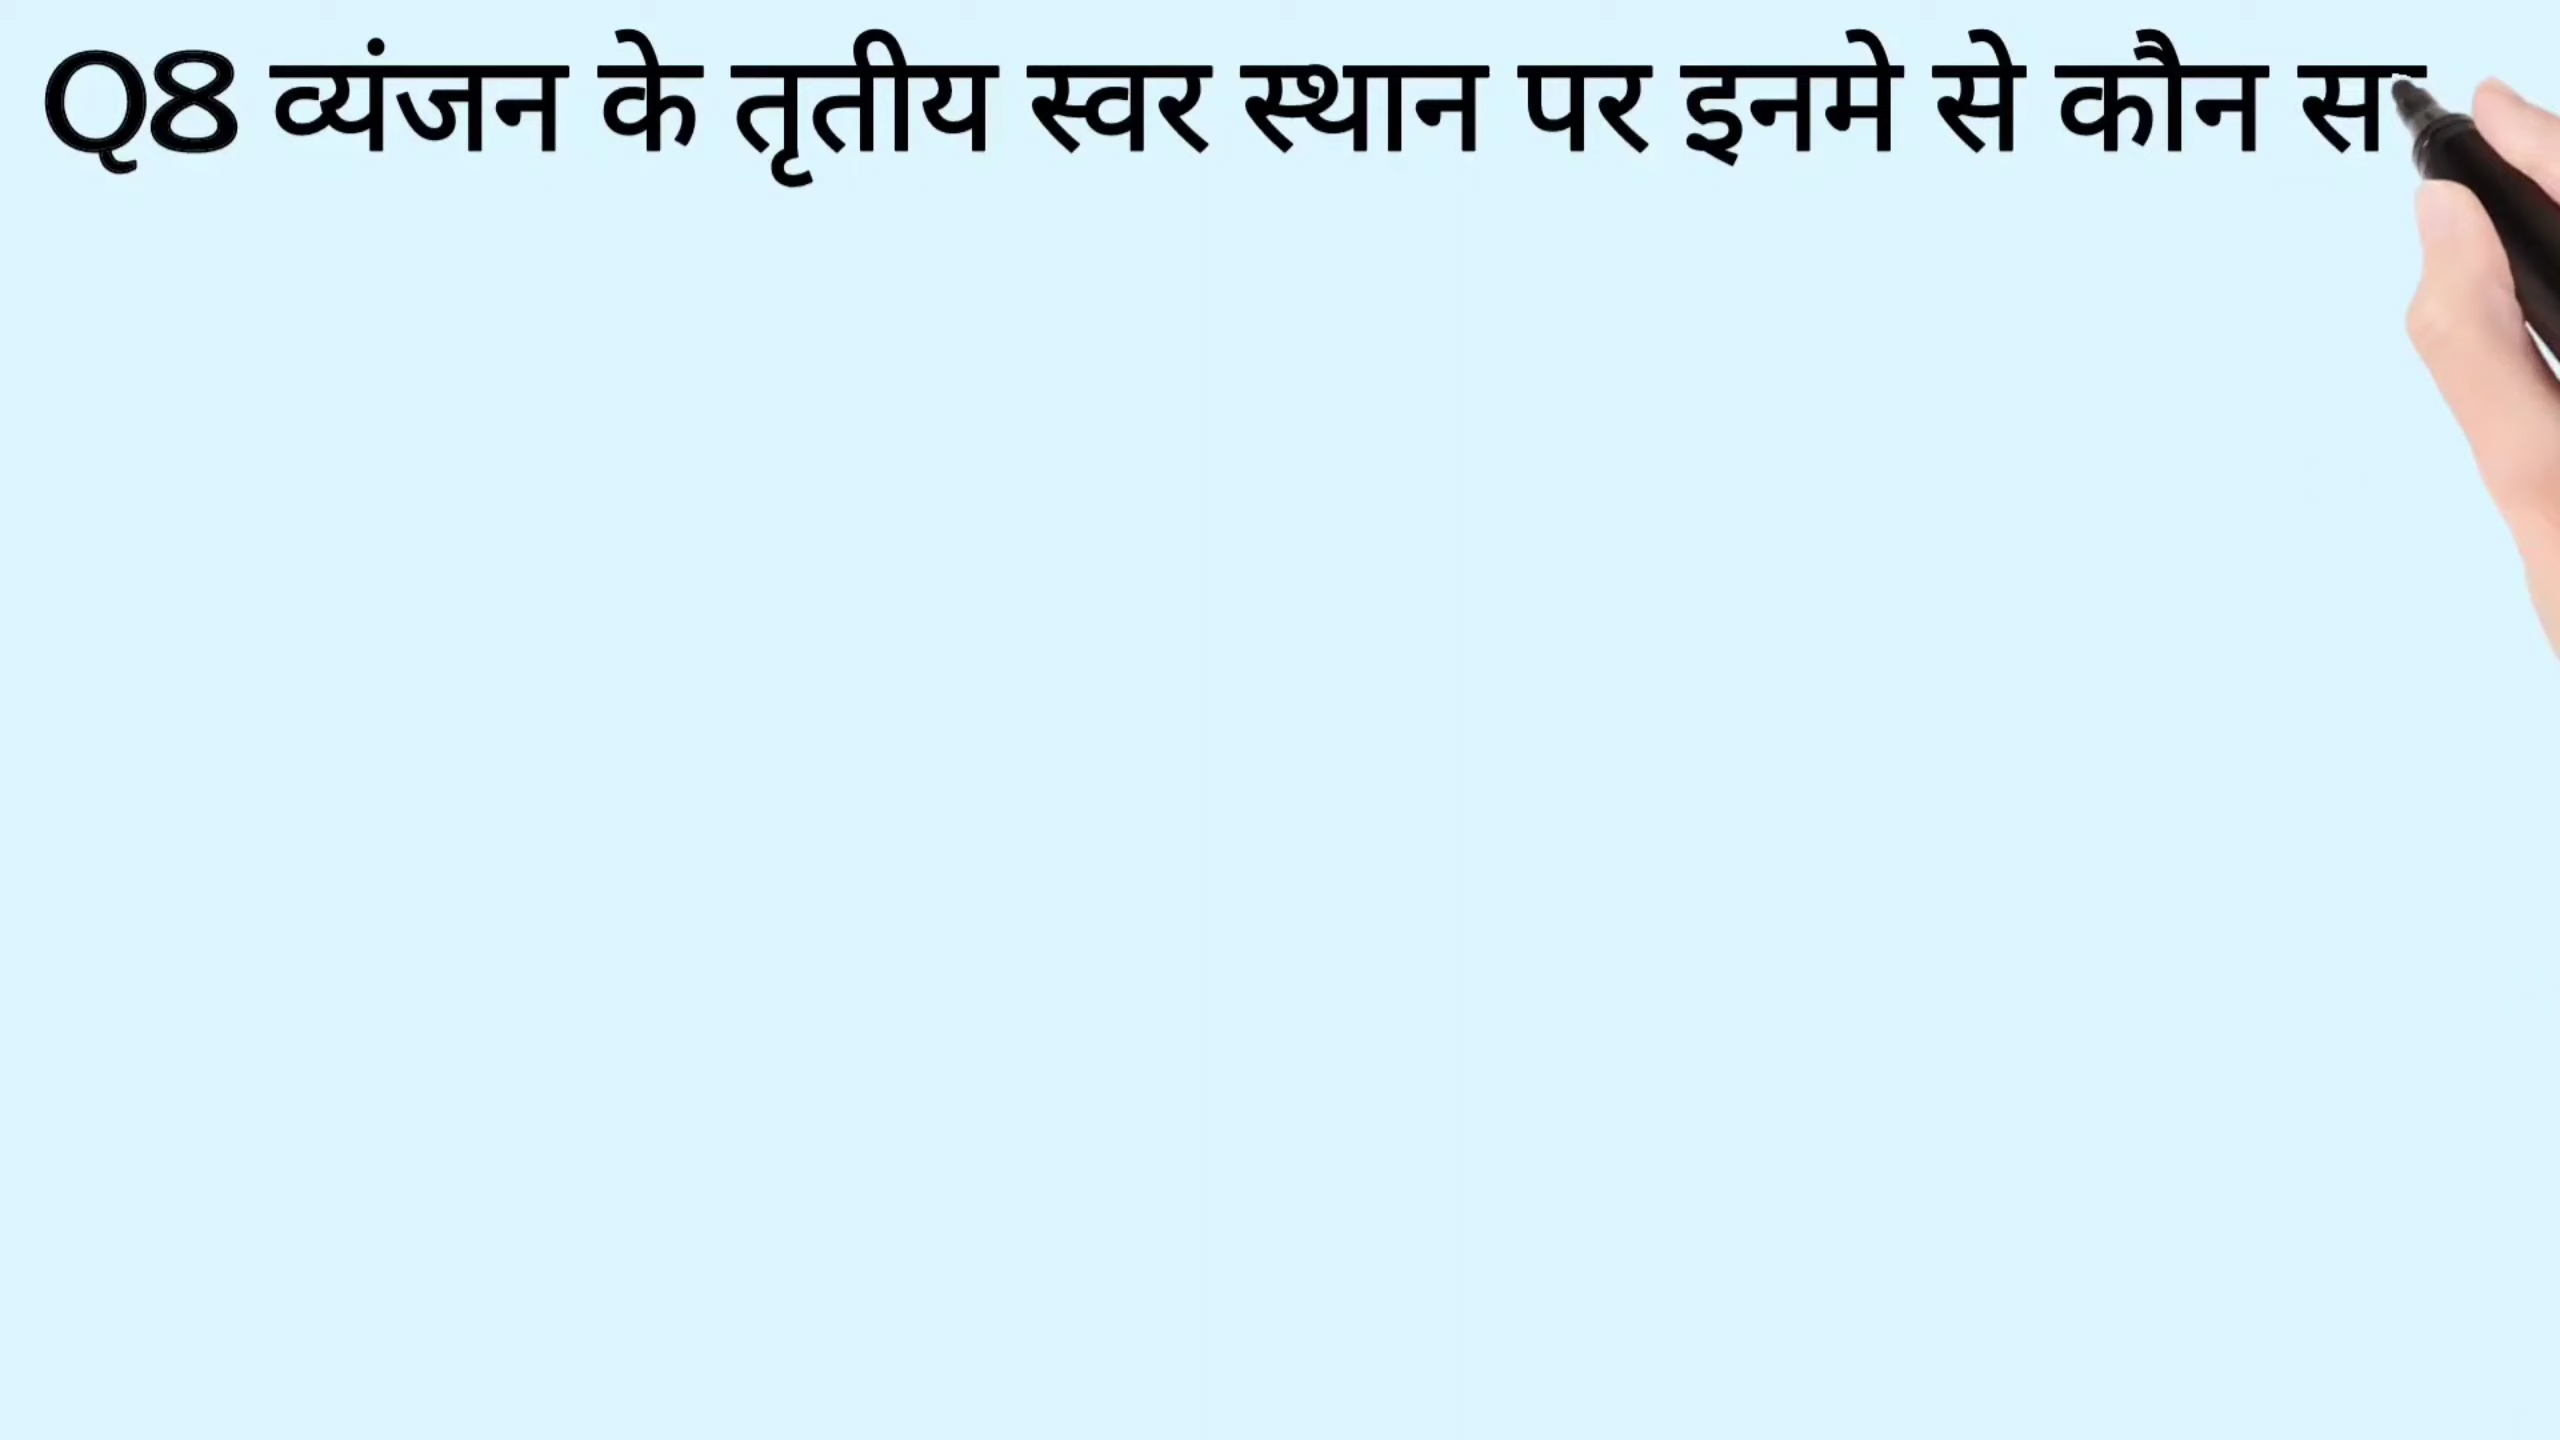 Q8 व्यंजन के तृतीय स्वर स्थान पर इनमे से कौन स